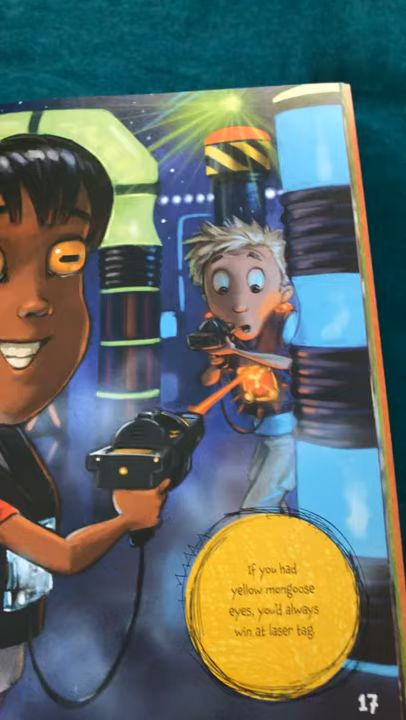 If you had
yellow mongoose
eyes, you'd always
win at laser tag.
17